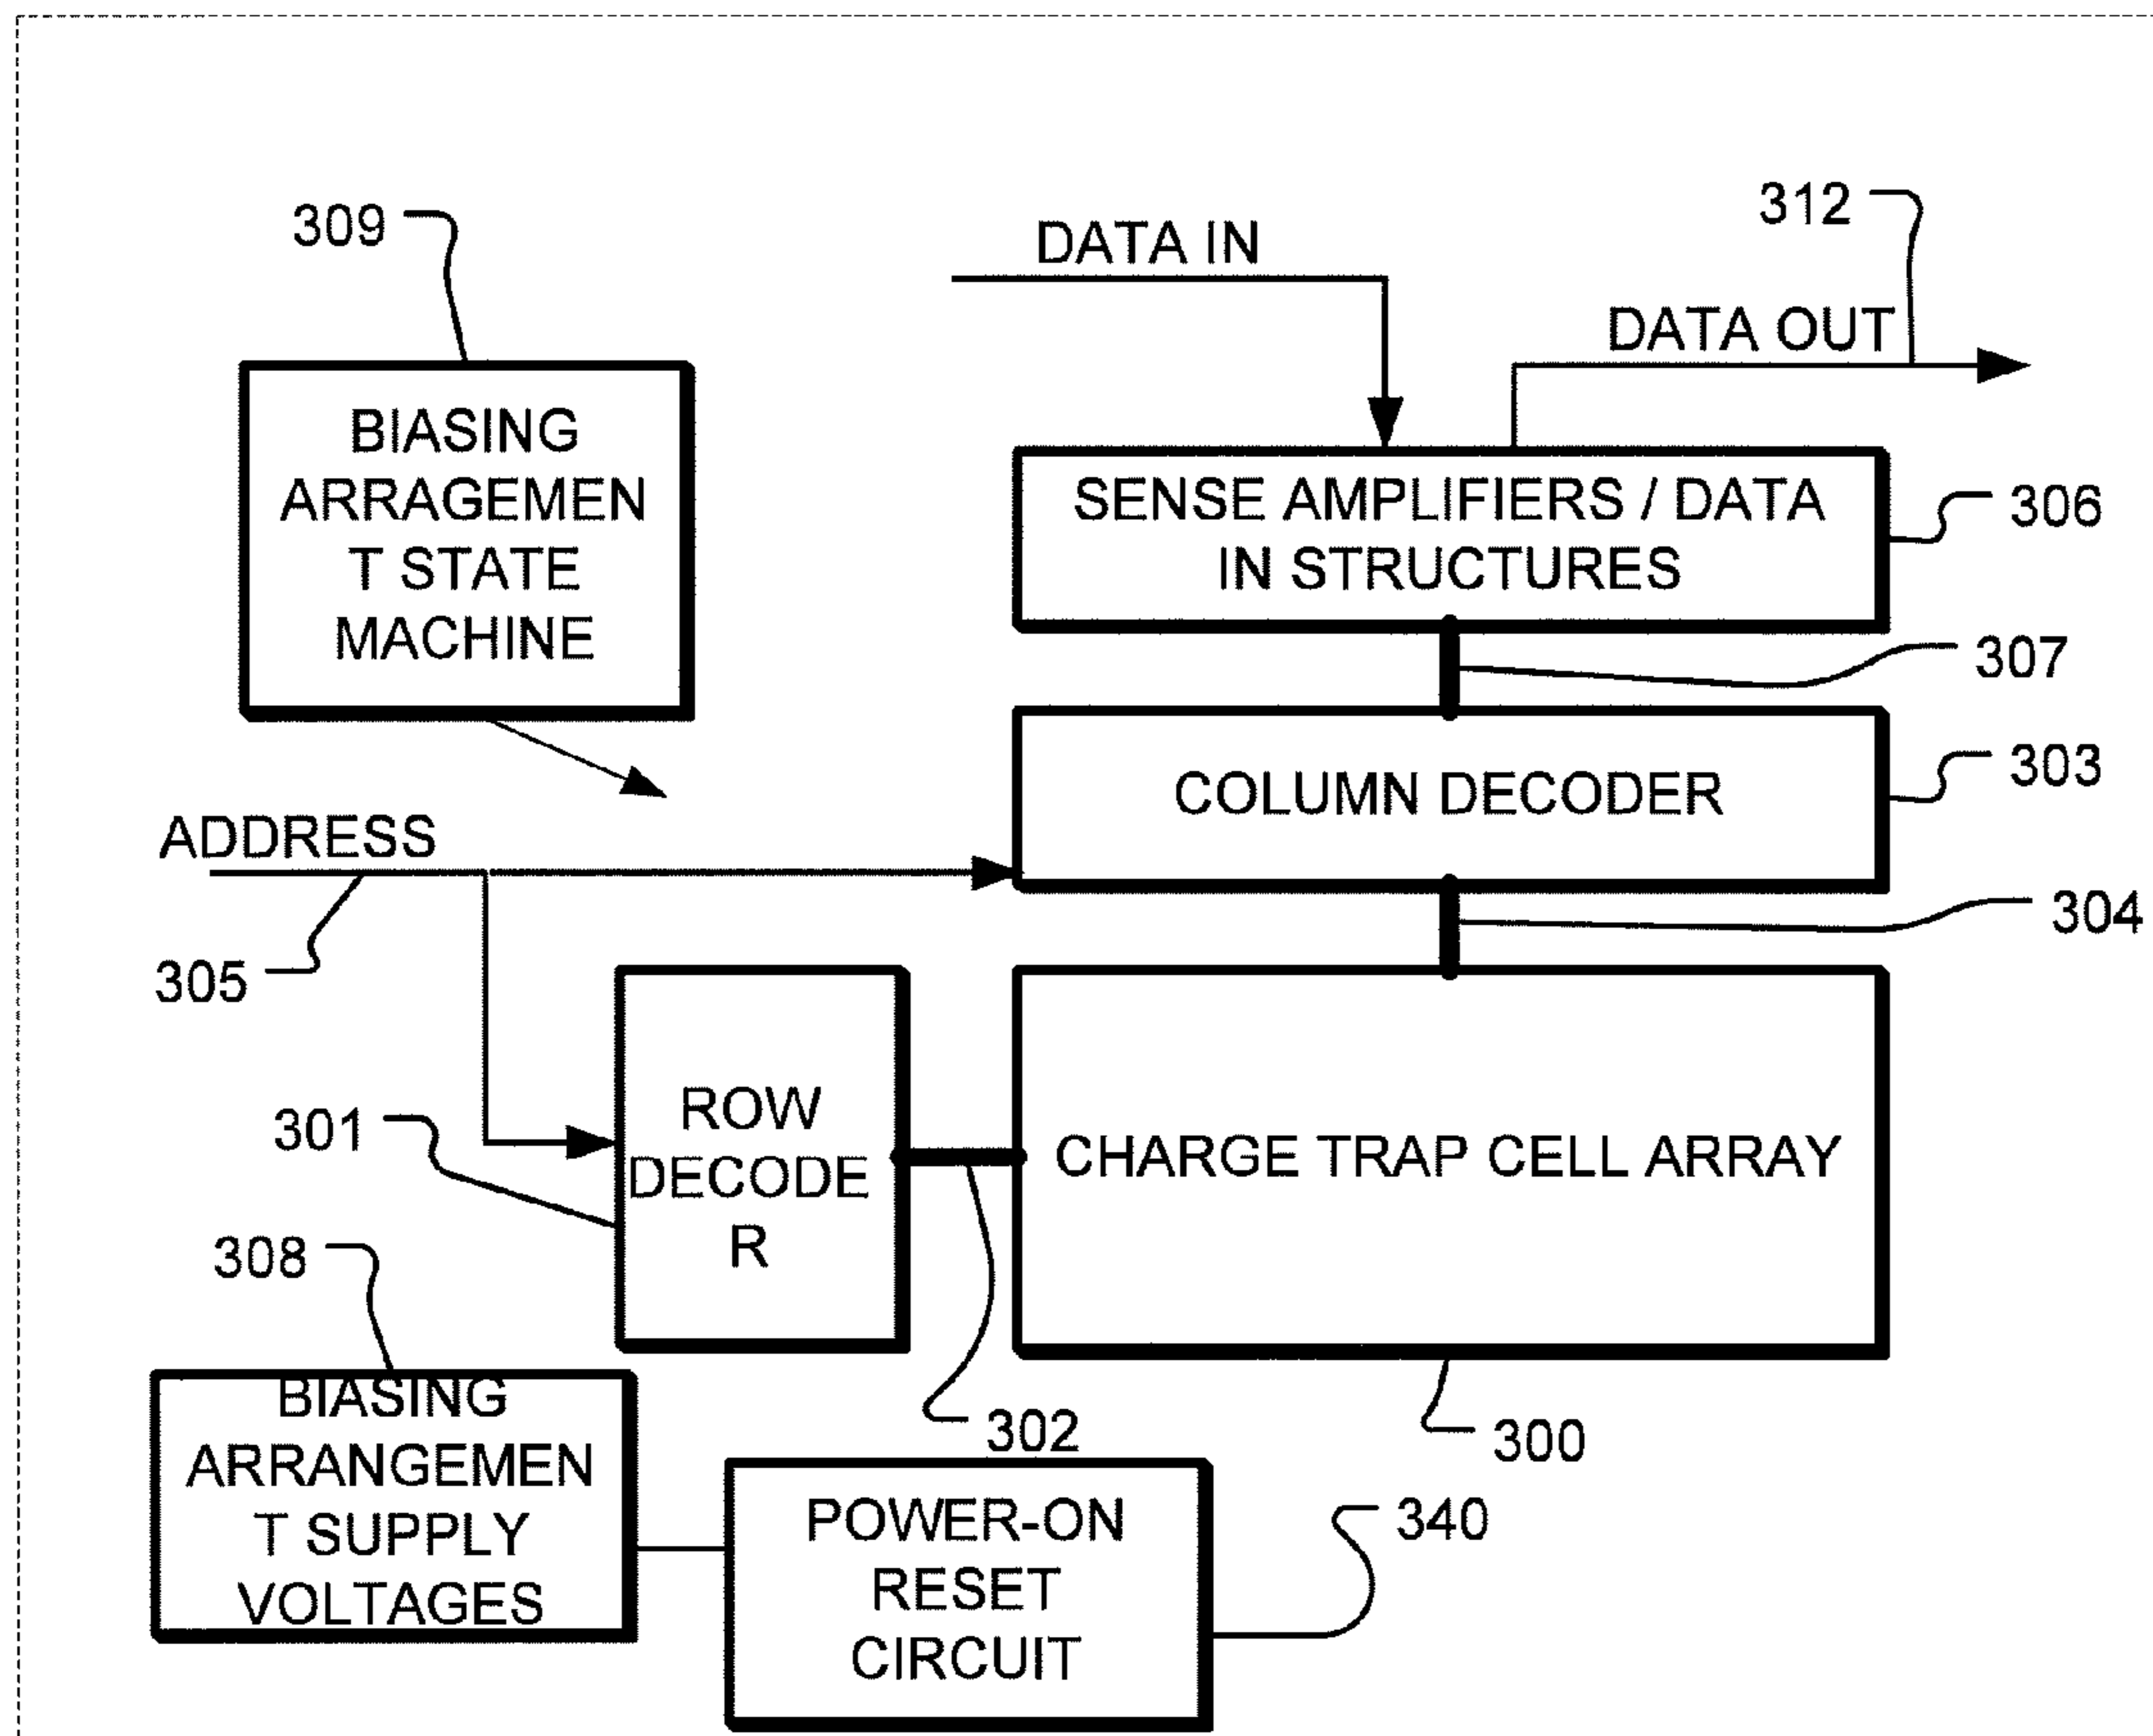 309
DATA IN
312
DATA OUT
BIASING
ARRAGEMEN
T STATE
MACHINE
SENSE AMPLIFIERS / DATA
IN STRUCTURES
306
307
COLUMN DECODER
303
ADDRESS
304
305
ROW
DECODE
R
301
CHARGE TRAP CELL ARRAY
308
302
300
BIASING
ARRANGEMEN
T SUPPLY
VOLTAGES
POWER-ON
RESET
CIRCUIT
340